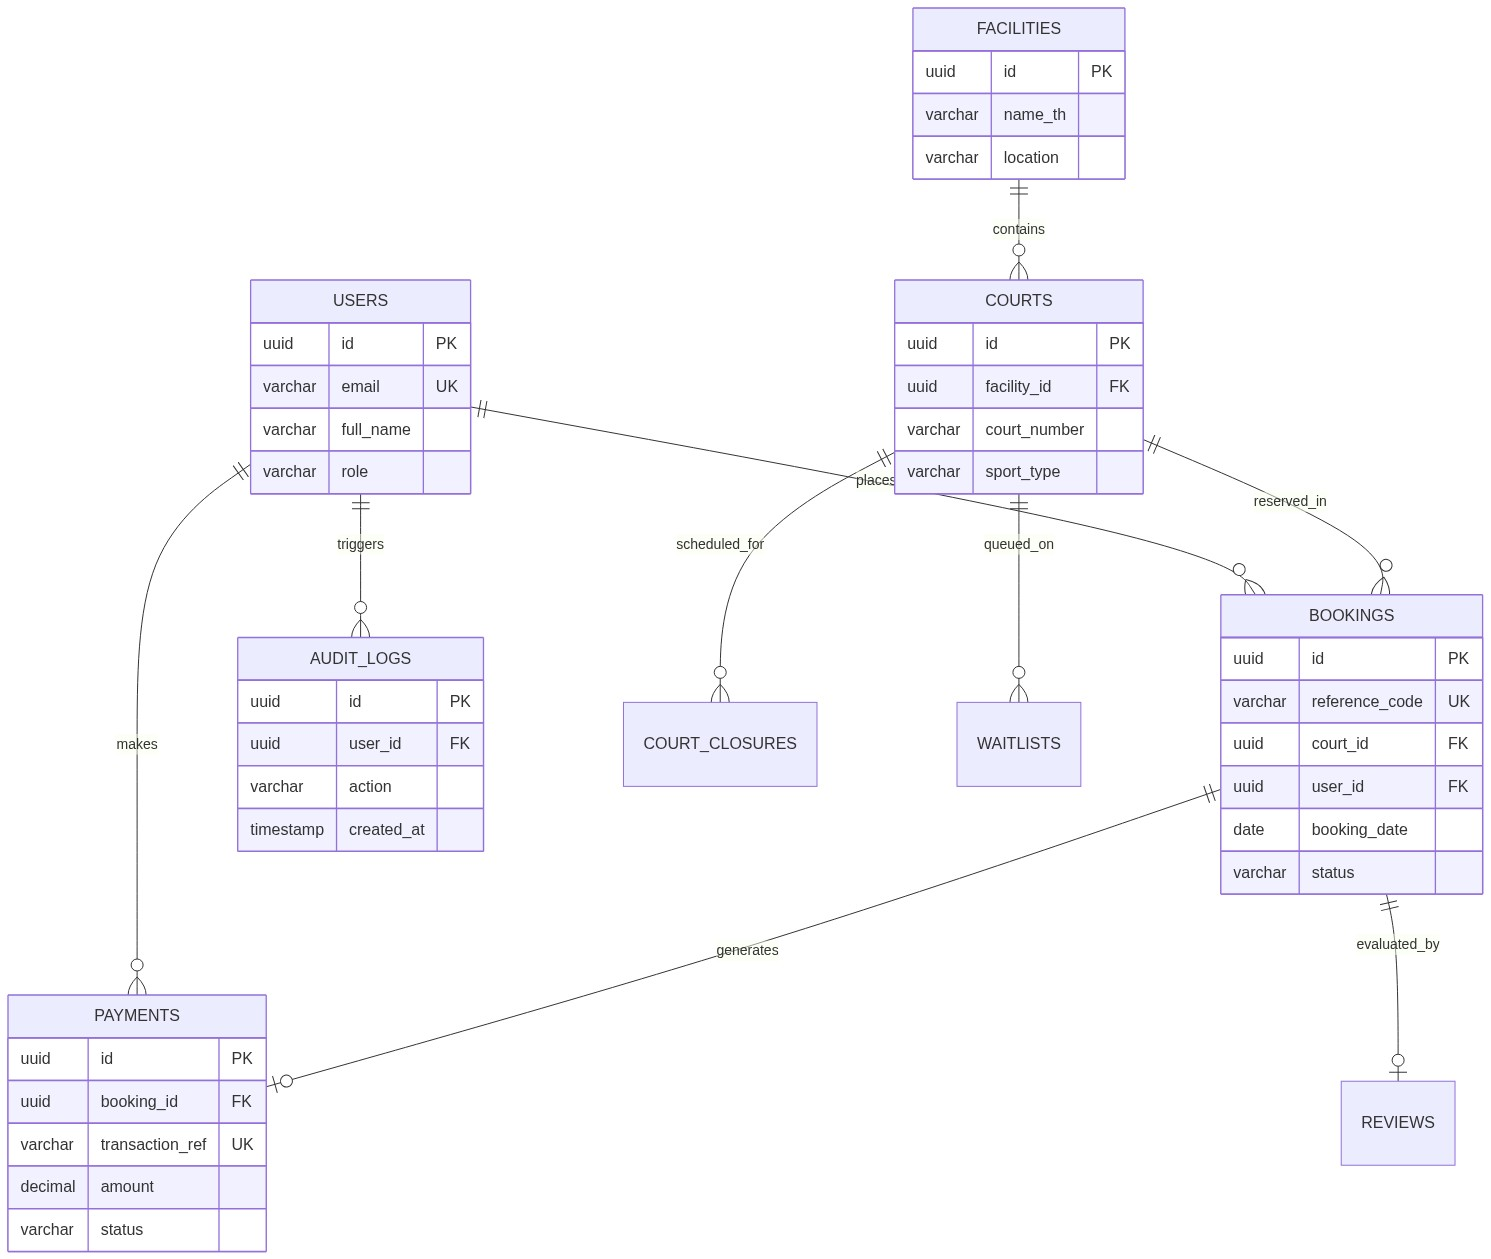 FACILITIES
uuid id PK
varchar name_th
varchar location
contains
USERS
uuid id PK
varchar email UK
varchar full_name
varchar role
COURTS
uuid id PK
uuid facility_id FK
varchar court_number
varchar sport_type
places
reserved_in
triggers
scheduled_for
queued_on
BOOKINGS
uuid id PK
varchar reference_code UK
uuid court_id FK
uuid user_id FK
date booking_date
varchar status
AUDIT_LOGS
uuid id PK
uuid user_id FK
varchar action
timestamp created_at
COURT_CLOSURES
WAITLISTS
makes
generates
evaluated_by
PAYMENTS
uuid id PK
uuid booking_id FK
varchar transaction_ref UK
decimal amount
varchar status
REVIEWS